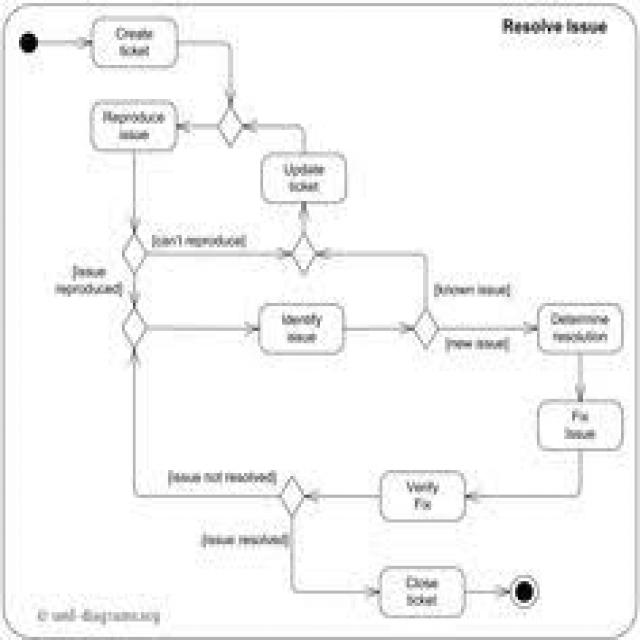 Resolve Issue
Create
ticket
Reproduce
issue
Update
ticket
[can't reproduce]
[issue
reproduced]
[known issue]
Identify
issue
[new issue]
Determine
resolution
Fix
Issue
[issue not resolved]
Verify
Fix
[issue resolved]
Close
ticket
© uml-diagrams.org